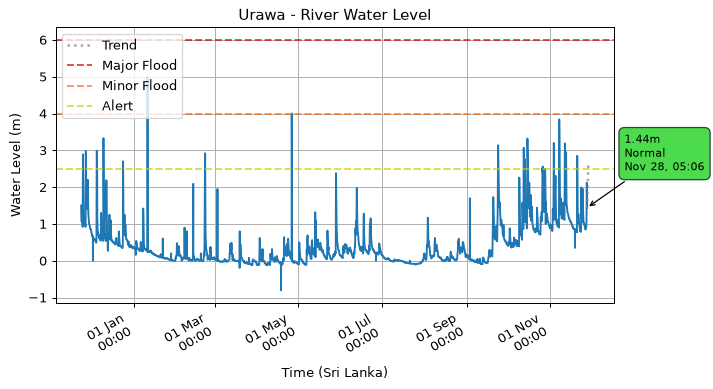 Urawa - River Water Level
6
5
4
3
2
1
0
−1
Water Level (m)
Trend
Major Flood
Minor Flood
Alert
1.44m
Normal
Nov 28, 05:06
01 Jan
00:00
01 Mar
00:00
01 May
00:00
01 Jul
00:00
01 Sep
00:00
01 Nov
00:00
Time (Sri Lanka)